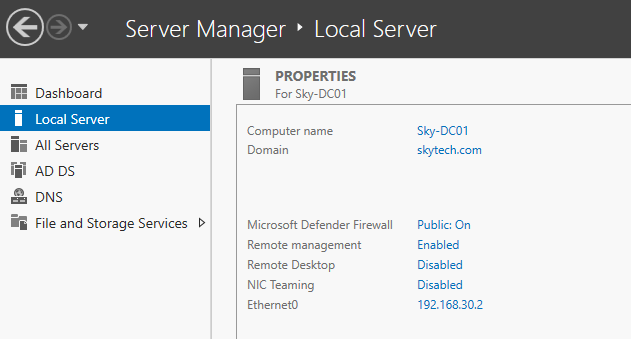 Server Manager ‣ Local Server
Dashboard
Local Server
All Servers
AD DS
DNS
File and Storage Services
PROPERTIES
For Sky-DC01
Computer name Sky-DC01
Domain skytech.com
Microsoft Defender Firewall Public: On
Remote management Enabled
Remote Desktop Disabled
NIC Teaming Disabled
Ethernet0 192.168.30.2